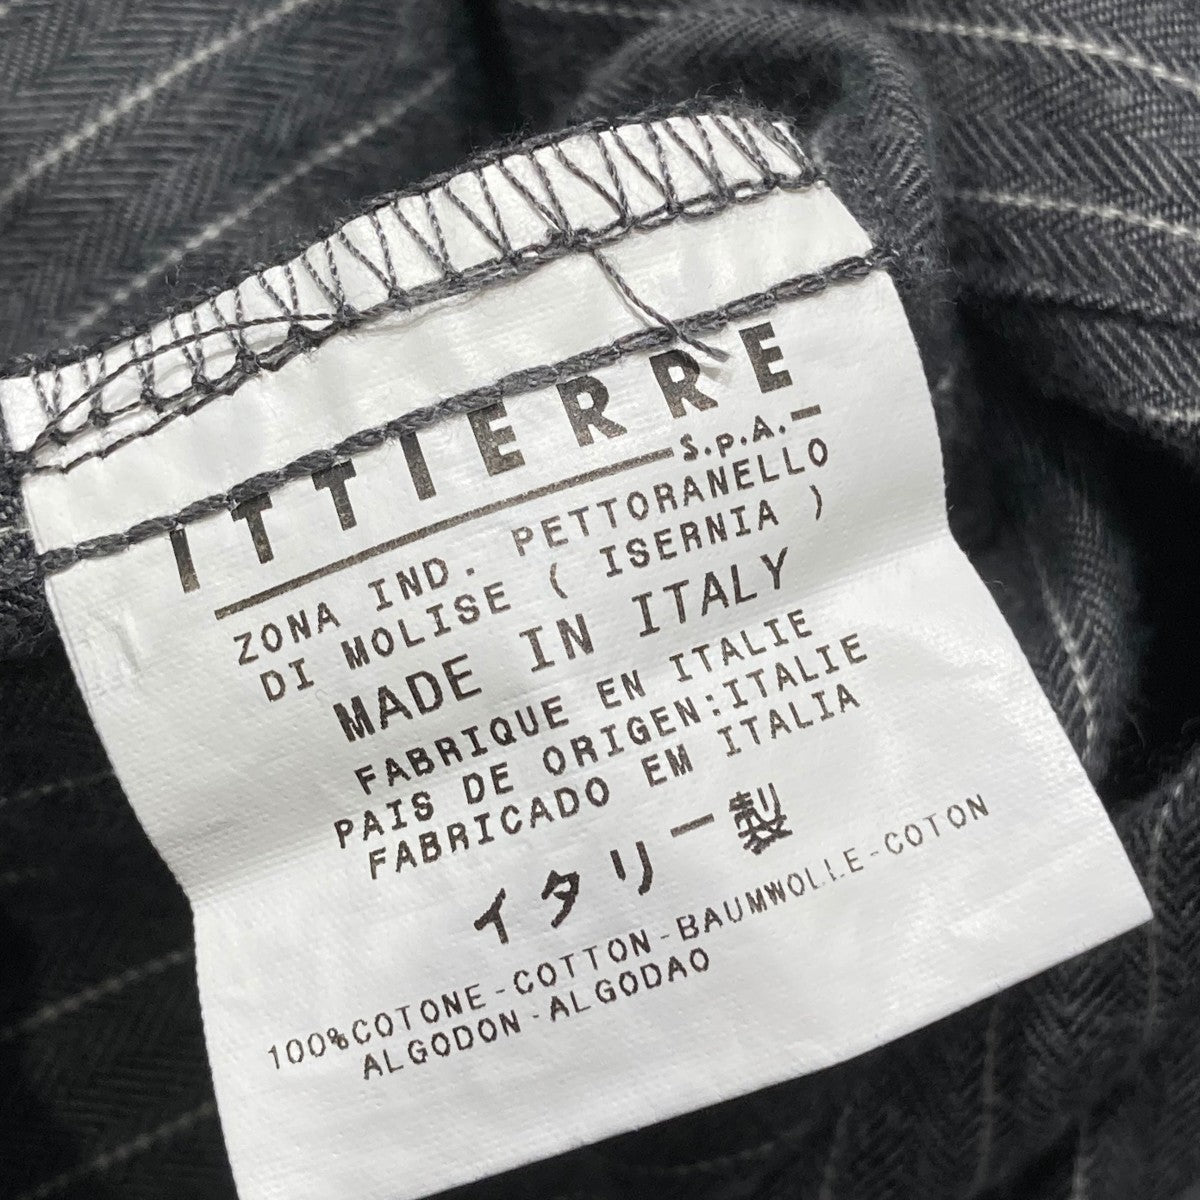 ITTIERRE
S.p.A.
ZONA IND. PETTORANELLO
DI MOLISE ( ISERNIA )
MADE IN ITALY
FABRIQUE EN ITALIE
PAIS DE ORIGEN:ITALIE
FABRICADO EM ITALIA
イタリー製
100%COTONE-COTTON-BAUMWOLLE-COTON
ALGODON-ALGODAO